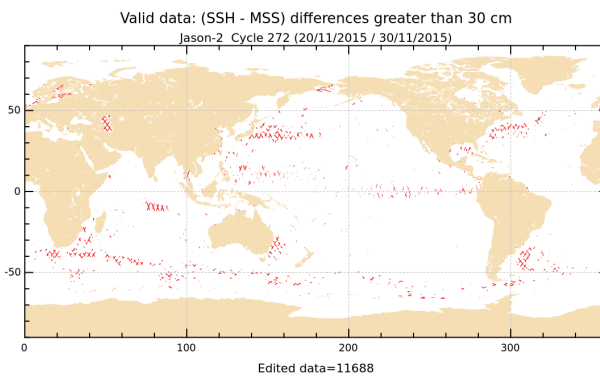 Valid data: (SSH - MSS) differences greater than 30 cm
Jason-2 Cycle 272 (20/11/2015 / 30/11/2015)
50
0
-50
0 100 200 300
Edited data=11688